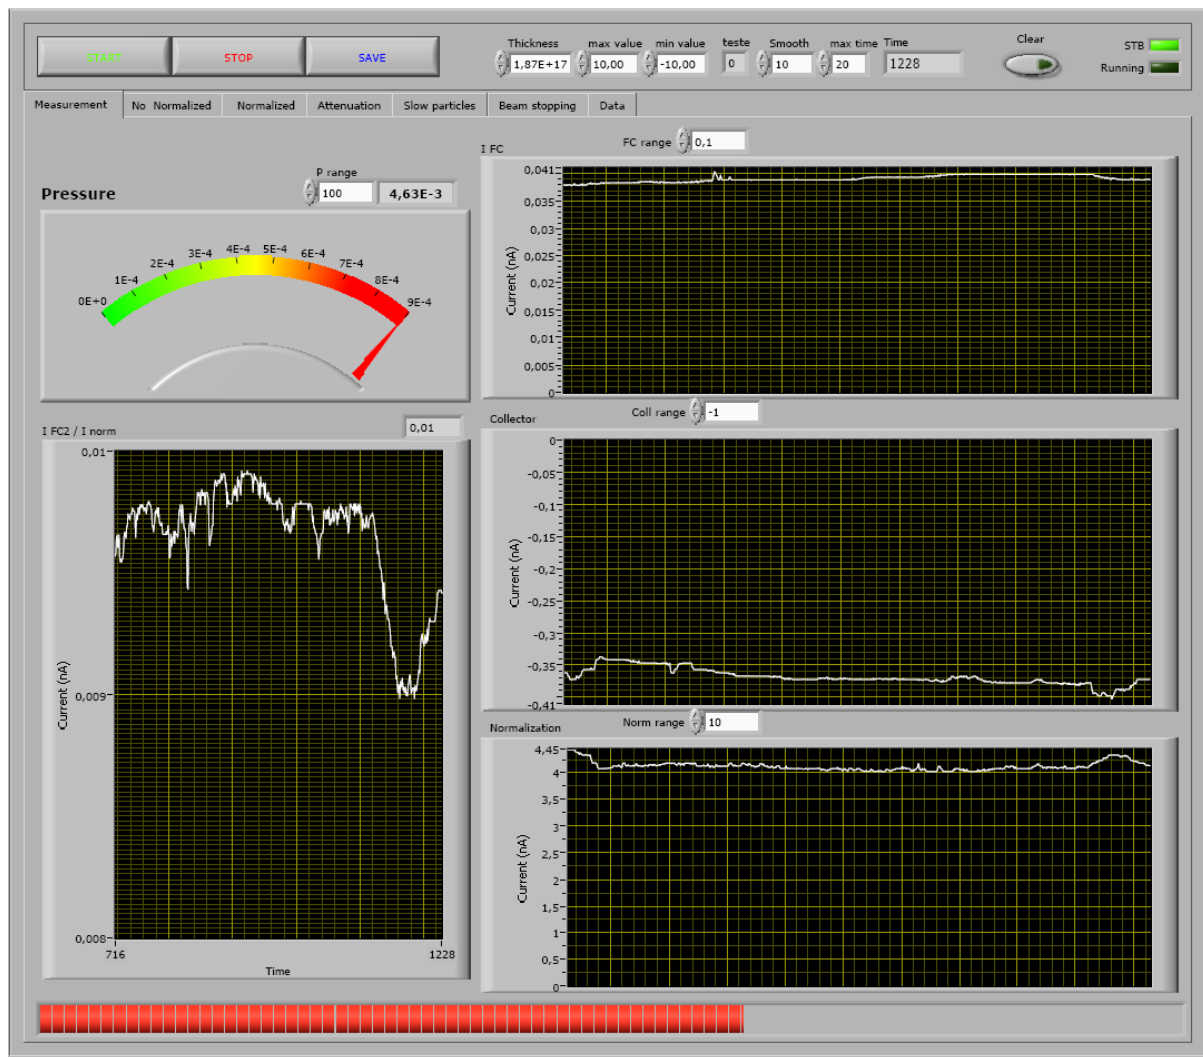 START STOP SAVE
Thickness max value min value teste Smooth max time Time Clear STB
1,87E+17 10,00 -10,00 0 10 20 1228 Running
Measurement No Normalized Normalized Attenuation Slow particles Beam stopping Data
Pressure
P range
100 4,63E-3
0E+0 1E-4 2E-4 3E-4 4E-4 5E-4 6E-4 7E-4 8E-4 9E-4
I FC
FC range 0,1
0,041
0,035
0,03
0,025
0,02
0,015
0,01
0,005
0
Current (nA)
I FC2 / I norm 0,01
0,01
0,009
0,008
Current (nA)
716 1228
Time
Collector
Coll range -1
0
-0,05
-0,1
-0,15
-0,2
-0,25
-0,3
-0,35
-0,41
Current (nA)
Normalization
Norm range 10
4,45
4
3,5
3
2,5
2
1,5
1
0,5
0
Current (nA)